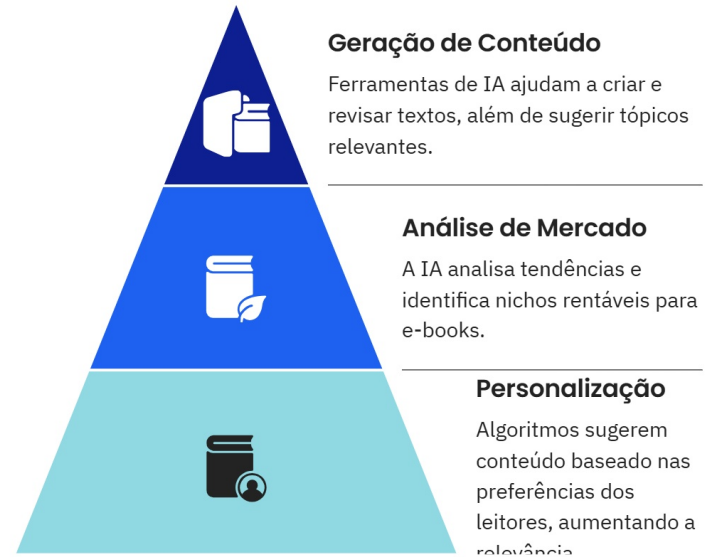 Geração de Conteúdo
Ferramentas de IA ajudam a criar e
revisar textos, além de sugerir tópicos
relevantes.
Análise de Mercado
A IA analisa tendências e
identifica nichos rentáveis para
e-books.
Personalização
Algoritmos sugerem
conteúdo baseado nas
preferências dos
leitores, aumentando a
relevância